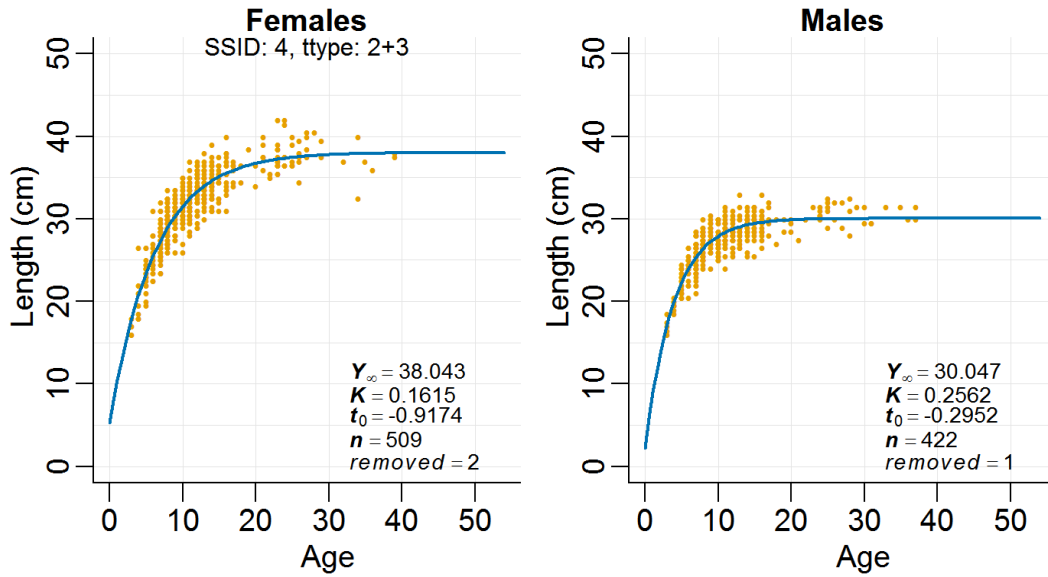 Females
SSID: 4, ttype: 2+3
Length (cm)
50
40
30
20
10
0
Y∞ = 38.043
K = 0.1615
t0 = -0.9174
n = 509
removed = 2
0 10 20 30 40 50
Age
Males
Length (cm)
50
40
30
20
10
0
Y∞ = 30.047
K = 0.2562
t0 = -0.2952
n = 422
removed = 1
0 10 20 30 40 50
Age